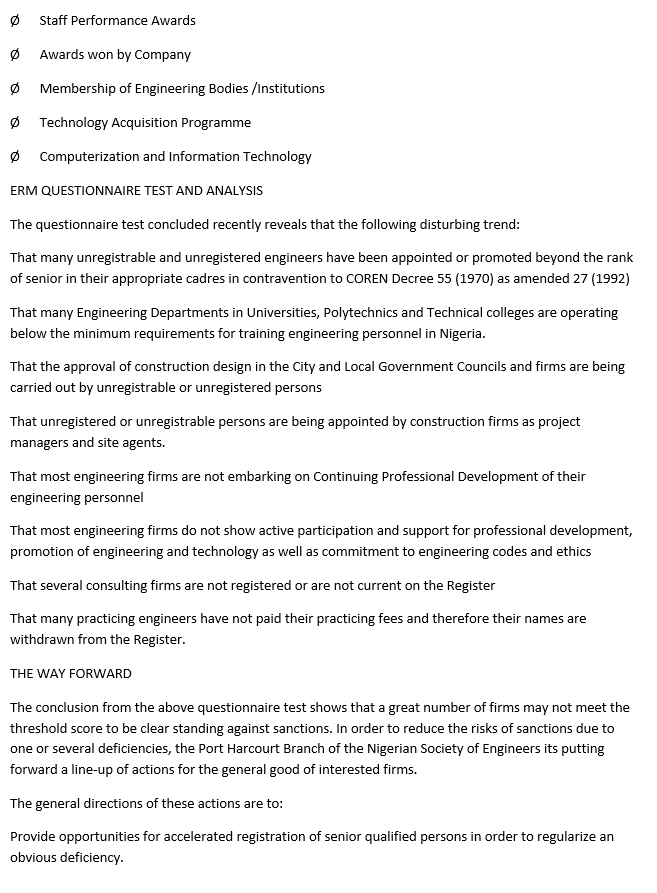 Ø Staff Performance Awards
Ø Awards won by Company
Ø Membership of Engineering Bodies /Institutions
Ø Technology Acquisition Programme
Ø Computerization and Information Technology
ERM QUESTIONNAIRE TEST AND ANALYSIS
The questionnaire test concluded recently reveals that the following disturbing trend:
That many unregistrable and unregistered engineers have been appointed or promoted beyond the rank
of senior in their appropriate cadres in contravention to COREN Decree 55 (1970) as amended 27 (1992)
That many Engineering Departments in Universities, Polytechnics and Technical colleges are operating
below the minimum requirements for training engineering personnel in Nigeria.
That the approval of construction design in the City and Local Government Councils and firms are being
carried out by unregistrable or unregistered persons
That unregistered or unregistrable persons are being appointed by construction firms as project
managers and site agents.
That most engineering firms are not embarking on Continuing Professional Development of their
engineering personnel
That most engineering firms do not show active participation and support for professional development,
promotion of engineering and technology as well as commitment to engineering codes and ethics
That several consulting firms are not registered or are not current on the Register
That many practicing engineers have not paid their practicing fees and therefore their names are
withdrawn from the Register.
THE WAY FORWARD
The conclusion from the above questionnaire test shows that a great number of firms may not meet the
threshold score to be clear standing against sanctions. In order to reduce the risks of sanctions due to
one or several deficiencies, the Port Harcourt Branch of the Nigerian Society of Engineers its putting
forward a line-up of actions for the general good of interested firms.
The general directions of these actions are to:
Provide opportunities for accelerated registration of senior qualified persons in order to regularize an
obvious deficiency.